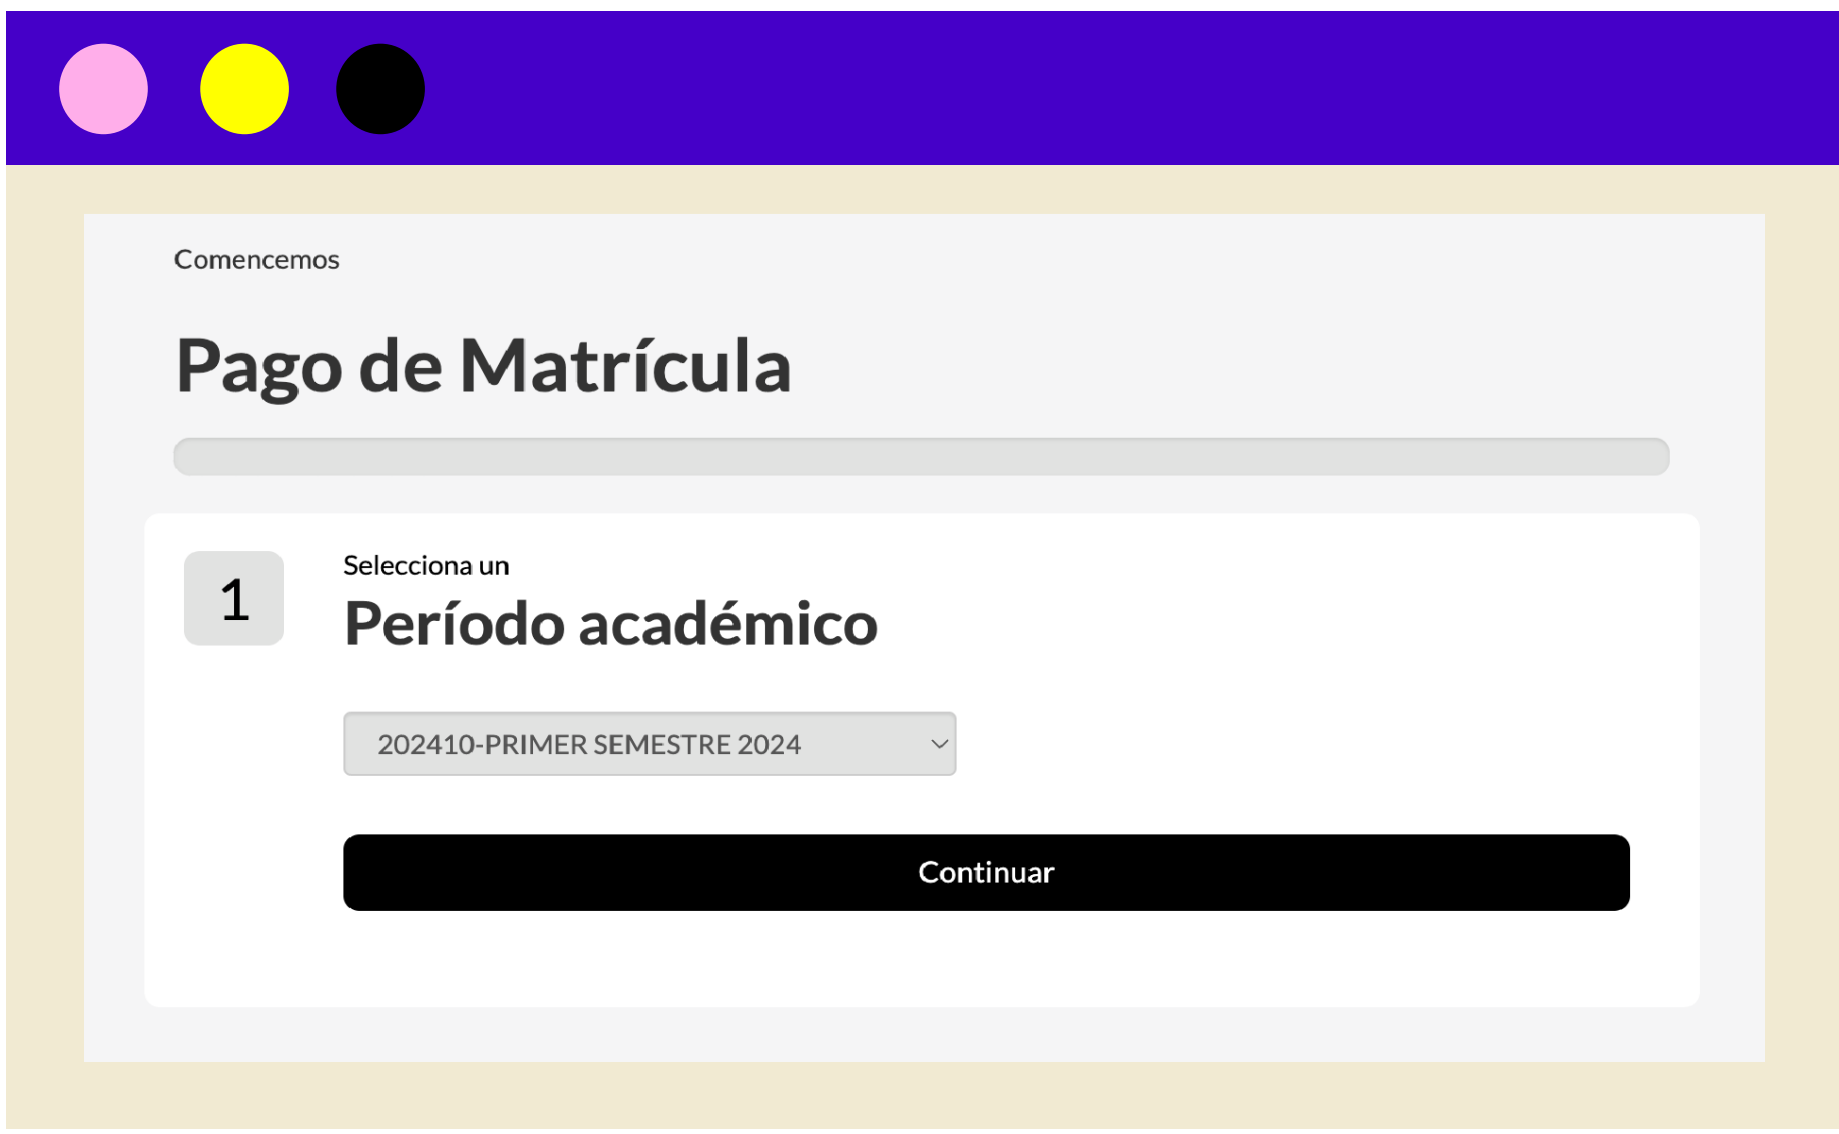 Comencemos
Pago de Matrícula
1
Selecciona un
Período académico
202410-PRIMER SEMESTRE 2024
Continuar